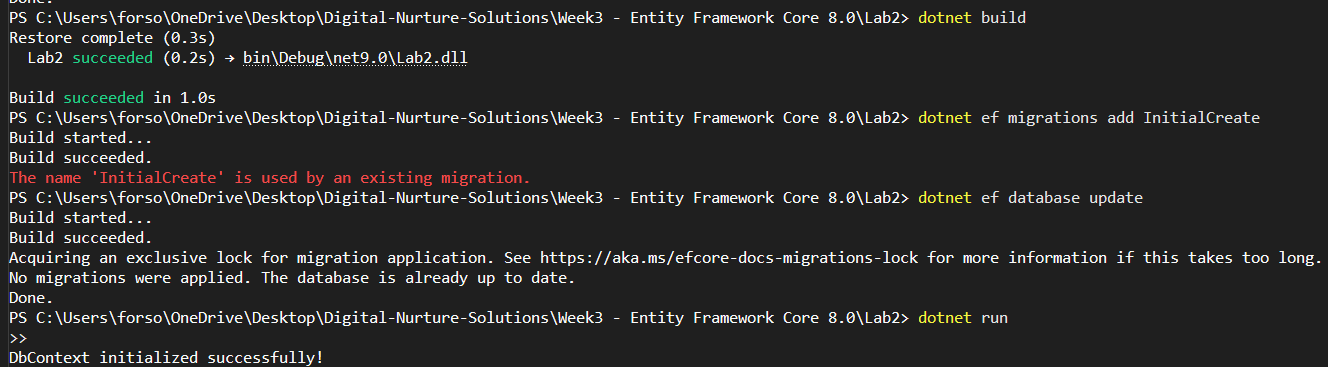 Done.
PS C:\Users\forso\OneDrive\Desktop\Digital-Nurture-Solutions\Week3 - Entity Framework Core 8.0\Lab2> dotnet build
Restore complete (0.3s)
  Lab2 succeeded (0.2s) → bin\Debug\net9.0\Lab2.dll

Build succeeded in 1.0s
PS C:\Users\forso\OneDrive\Desktop\Digital-Nurture-Solutions\Week3 - Entity Framework Core 8.0\Lab2> dotnet ef migrations add InitialCreate
Build started...
Build succeeded.
The name 'InitialCreate' is used by an existing migration.
PS C:\Users\forso\OneDrive\Desktop\Digital-Nurture-Solutions\Week3 - Entity Framework Core 8.0\Lab2> dotnet ef database update
Build started...
Build succeeded.
Acquiring an exclusive lock for migration application. See https://aka.ms/efcore-docs-migrations-lock for more information if this takes too long.
No migrations were applied. The database is already up to date.
Done.
PS C:\Users\forso\OneDrive\Desktop\Digital-Nurture-Solutions\Week3 - Entity Framework Core 8.0\Lab2> dotnet run
>>
DbContext initialized successfully!